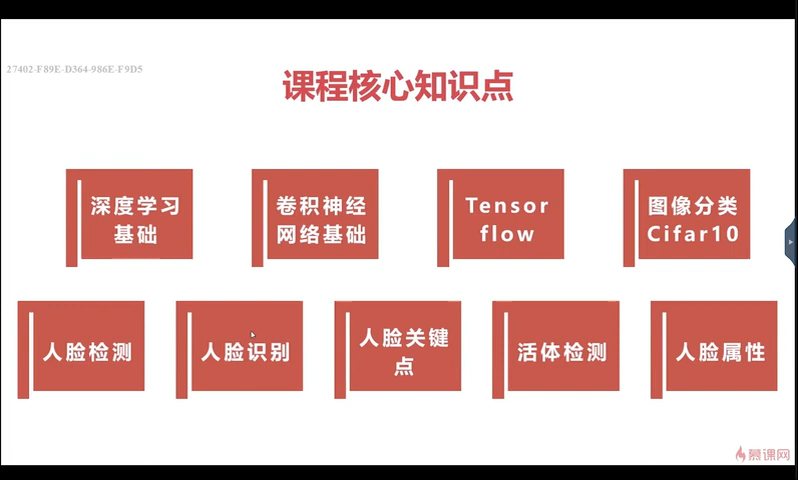 27402-F89E-D364-986E-F9D5
课程核心知识点
深度学习
基础
卷积神经
网络基础
Tensor
flow
图像分类
Cifar10
人脸检测
人脸识别
人脸关键
点
活体检测
人脸属性
慕课网